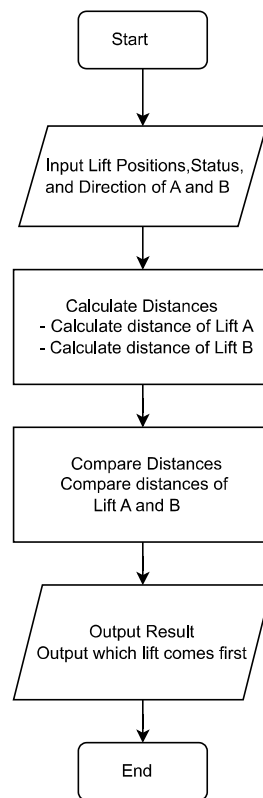 Start
Input Lift Positions,Status,
and Direction of A and B
Calculate Distances
- Calculate distance of Lift A
- Calculate distance of Lift B
Compare Distances
Compare distances of
Lift A and B
Output Result
Output which lift comes first
End